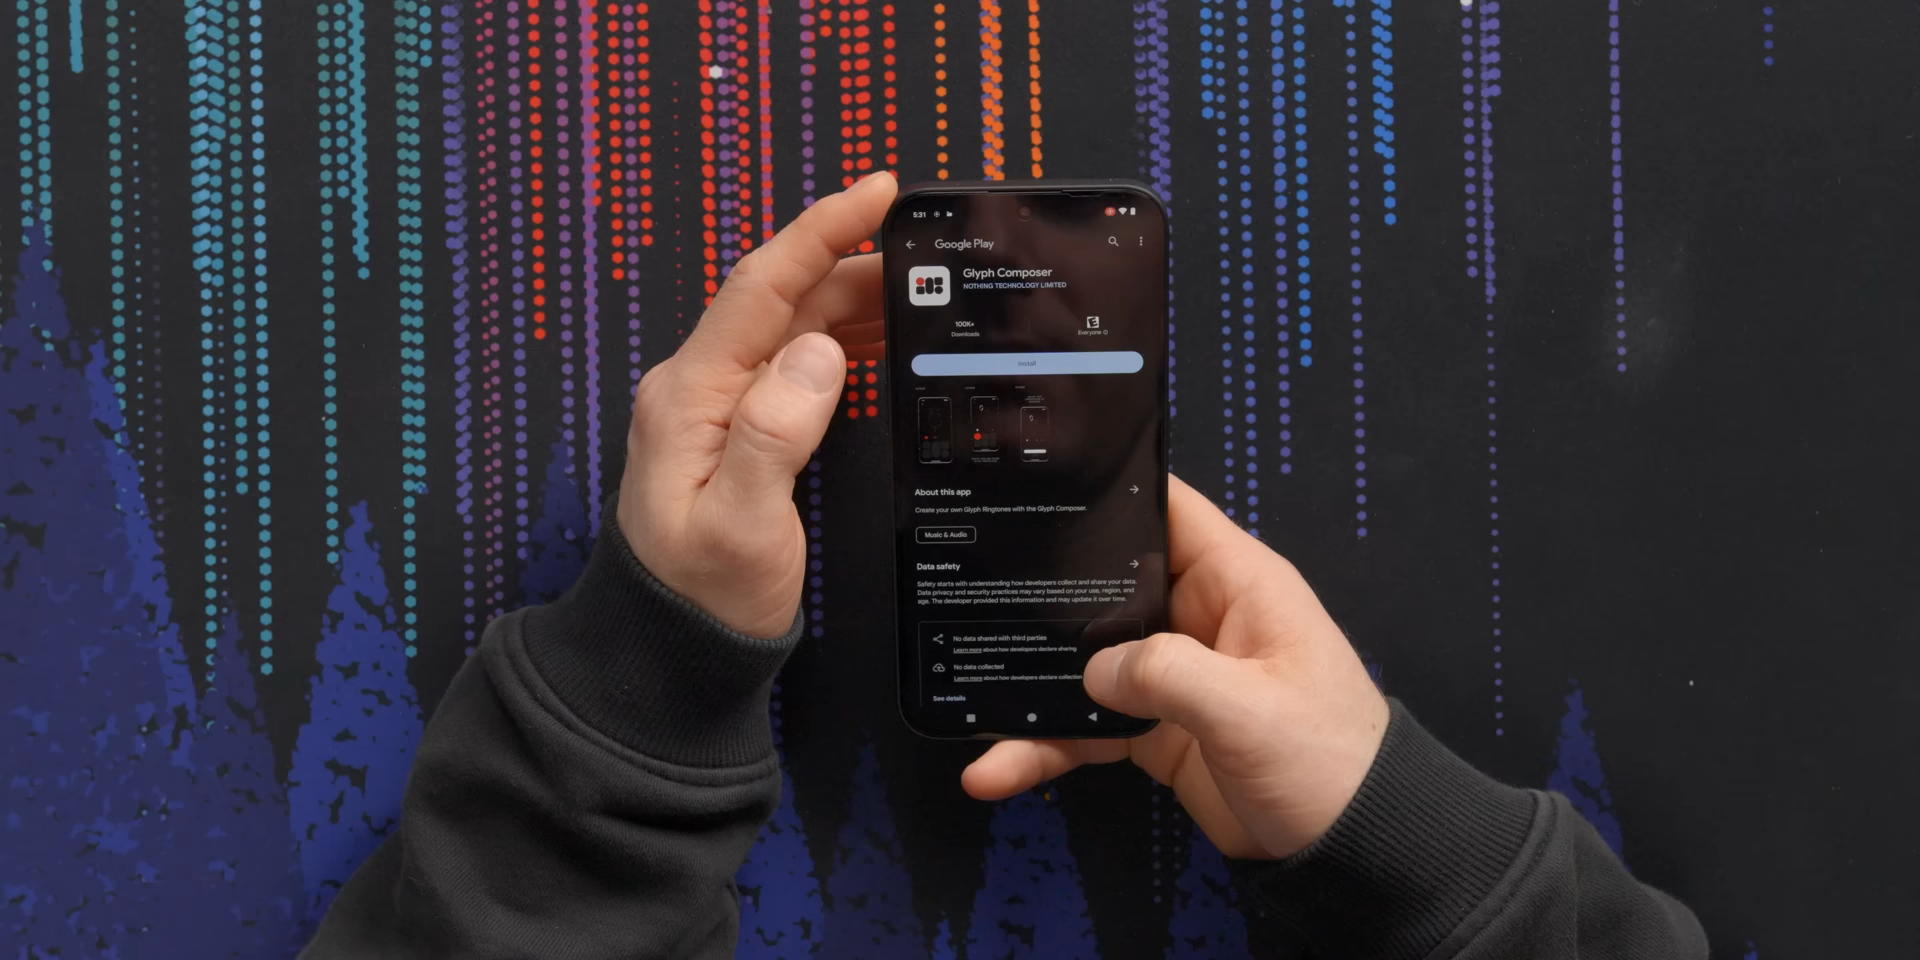 5:31
Google Play
Glyph Composer
NOTHING TECHNOLOGY LIMITED
100K+
Downloads
E
Everyone
Install
About this app
Create your own Glyph Ringtones with the Glyph Composer.
Music & Audio
Data safety
Safety starts with understanding how developers collect and share your data.
Data privacy and security practices may vary based on your use, region, and
age. The developer provided this information and may update it over time.
No data shared with third parties
Learn more about how developers declare sharing
No data collected
Learn more about how developers declare collection
See details